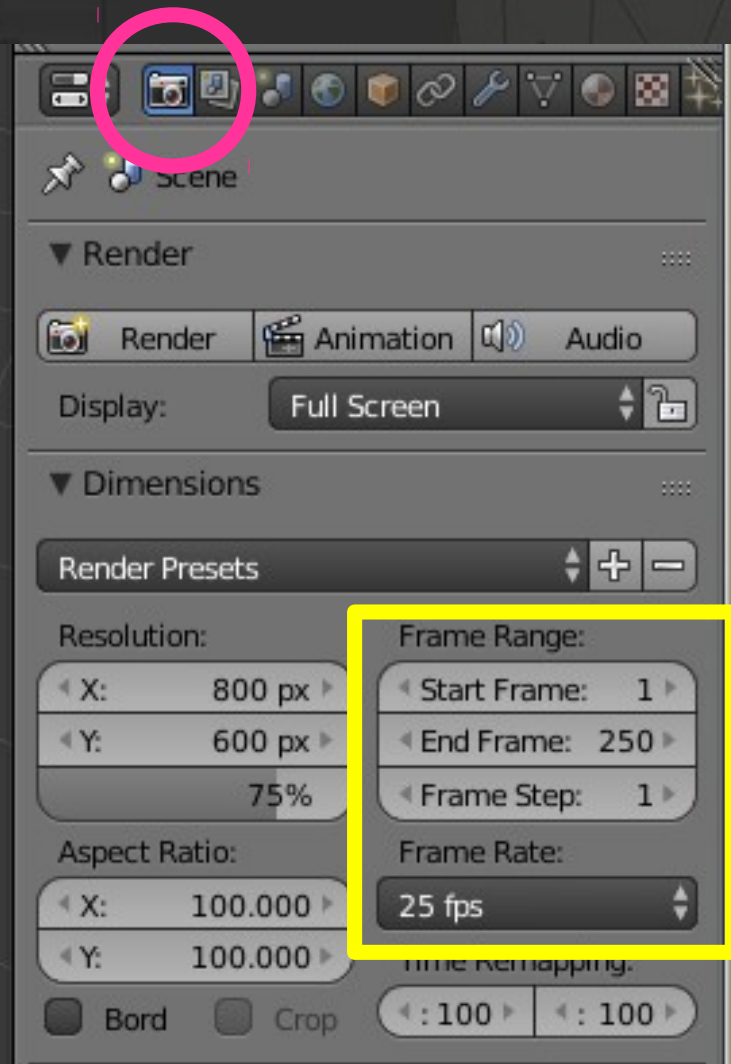 Scene
Render
Render Animation Audio
Display: Full Screen
Dimensions
Render Presets
Resolution: Frame Range:
X: 800 px Start Frame: 1
Y: 600 px End Frame: 250
75% Frame Step: 1
Aspect Ratio: Frame Rate:
X: 100.000 25 fps
Y: 100.000 Time Remapping:
Bord Crop : 100 : 100